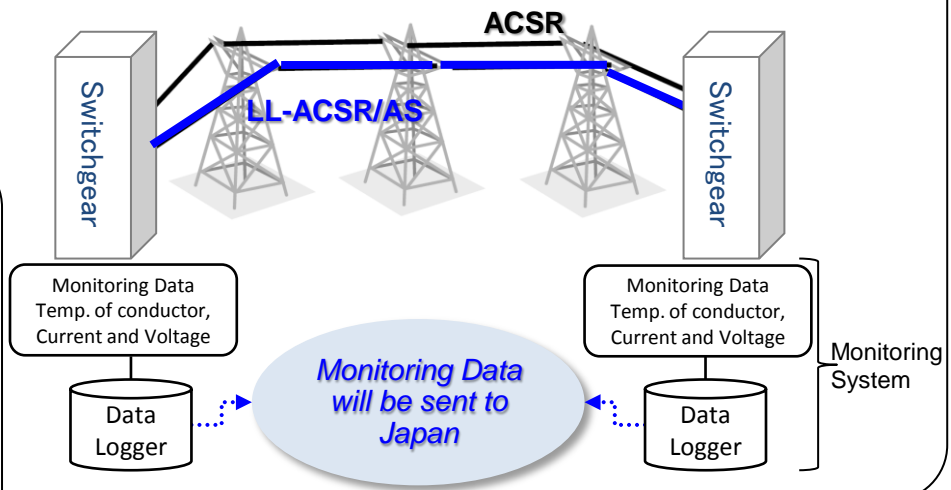 ACSR
LL-ACSR/AS
Switchgear
Switchgear
Monitoring Data
Temp. of conductor,
Current and Voltage
Monitoring Data
Temp. of conductor,
Current and Voltage
Monitoring
System
Data
Logger
Monitoring Data
will be sent to
Japan
Data
Logger